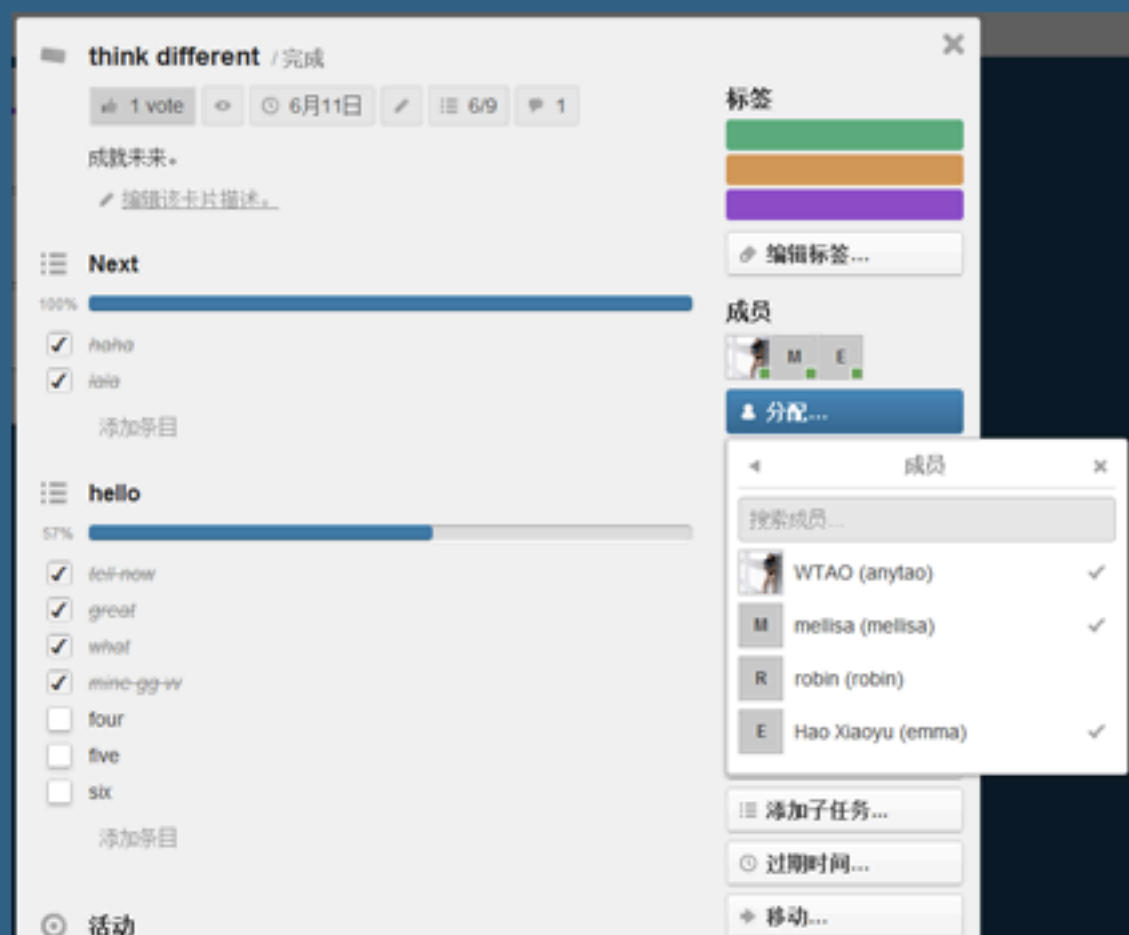 think different / 完成
1 vote
6月11日
6/9
1
成就未来。
编辑该卡片描述。
Next
100%
haha
lala
添加条目
hello
57%
tell now
great
what
mine gg vv
four
five
six
添加条目
活动
标签
编辑标签...
成员
M
E
分配...
成员
搜索成员...
WTAO (anytao)
M
mellisa (mellisa)
R
robin (robin)
E
Hao Xiaoyu (emma)
添加子任务...
过期时间...
移动...